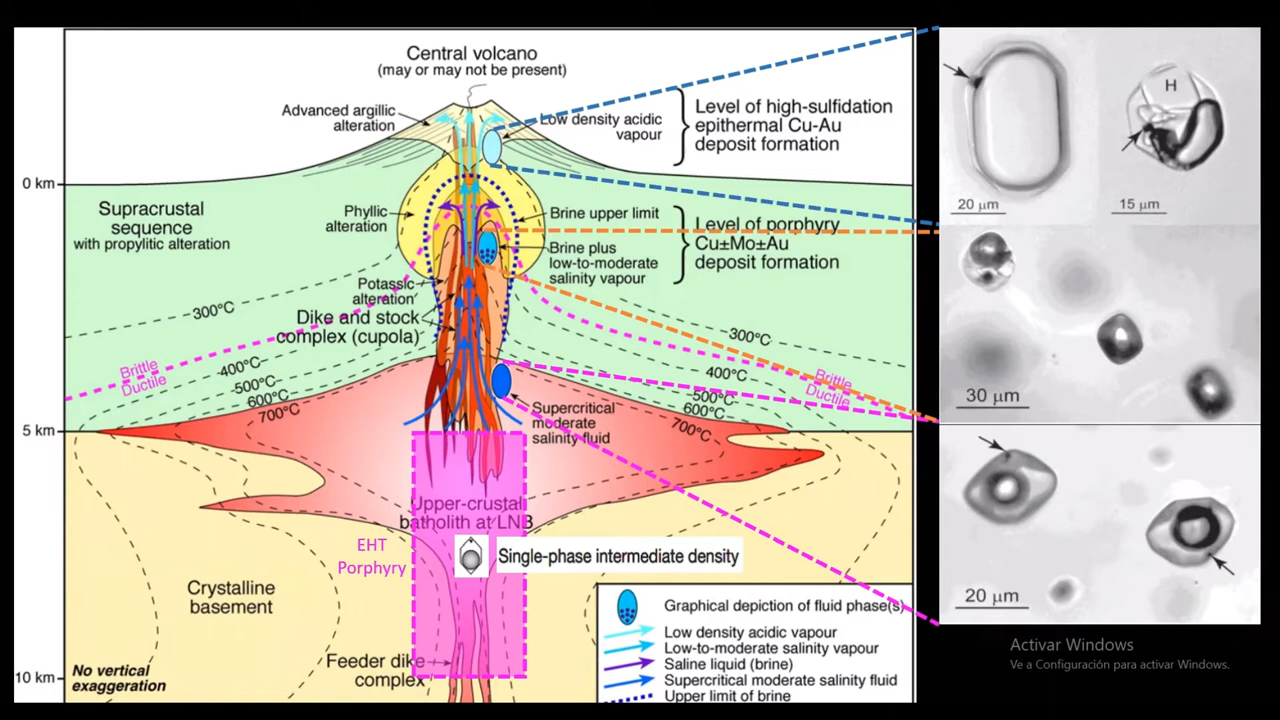 Central volcano
(may or may not be present)
Advanced argillic
alteration
Low density acidic
vapour
Level of high-sulfidation
epithermal Cu-Au
deposit formation
0 km
Supracrustal
sequence
with propylitic alteration
Phyllic
alteration
Brine upper limit
Level of porphyry
Cu±Mo±Au
deposit formation
Brine plus
low-to-moderate
salinity vapour
Potassic
alteration
Dike and stock
complex (cupola)
300°C
400°C
500°C
600°C
700°C
300°C
400°C
500°C
600°C
700°C
Brittle
Ductile
Brittle
Ductile
Supercritical
moderate
salinity fluid
5 km
Upper-crustal
batholith at LNB
EHT
Porphyry
Single-phase intermediate density
Crystalline
basement
Feeder dike
complex
No vertical
exaggeration
10 km
Graphical depiction of fluid phase(s)
Low density acidic vapour
Low-to-moderate salinity vapour
Saline liquid (brine)
Supercritical moderate salinity fluid
Upper limit of brine
H
20 µm
15 µm
30 µm
20 µm
Activar Windows
Ve a Configuración para activar Windows.